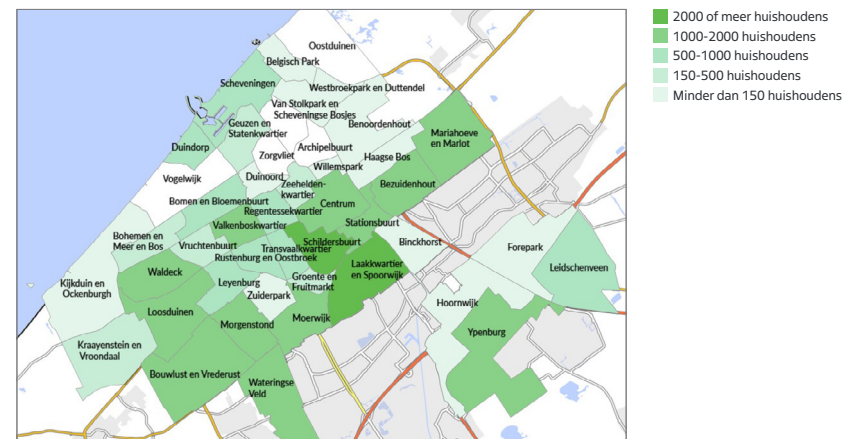 2000 of meer huishoudens
1000-2000 huishoudens
500-1000 huishoudens
150-500 huishoudens
Minder dan 150 huishoudens
Oostduinen
Belgisch Park
Scheveningen
Westbroekpark en Duttendel
Van Stolkpark en
Scheveningse Bosjes
Geuzen en
Statenkwartier
Benoordenhout
Mariahoeve
en Marlot
Duindorp
Archipelbuurt
Zorgvliet
Haagse Bos
Willemspark
Vogelwijk
Duinoord
Zeehelden-
kwartier
Bezuidenhout
Bomen en Bloemenbuurt
Centrum
Regentessekwartier
Valkenboskwartier
Stationsbuurt
Bohemen en
Meer en Bos
Vruchtenbuurt
Schildersbuurt
Transvaalkwartier
Binckhorst
Forepark
Rustenburg en Oostbroek
Laakkwartier
en Spoorwijk
Leidschenveen
Waldeck
Kijkduin en
Ockenburgh
Leyenburg
Groente en
Fruitmarkt
Zuiderpark
Hoornwijk
Loosduinen
Moerwijk
Morgenstond
Ypenburg
Kraayenstein en
Vroondaal
Bouwlust en Vrederust
Wateringse
Veld